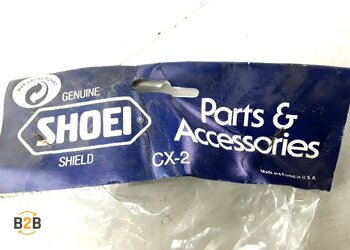 GENUINE
SHOEI®
SHIELD
CX-2
Parts &
Accessories
Made and Printed in U.S.A.
B2B